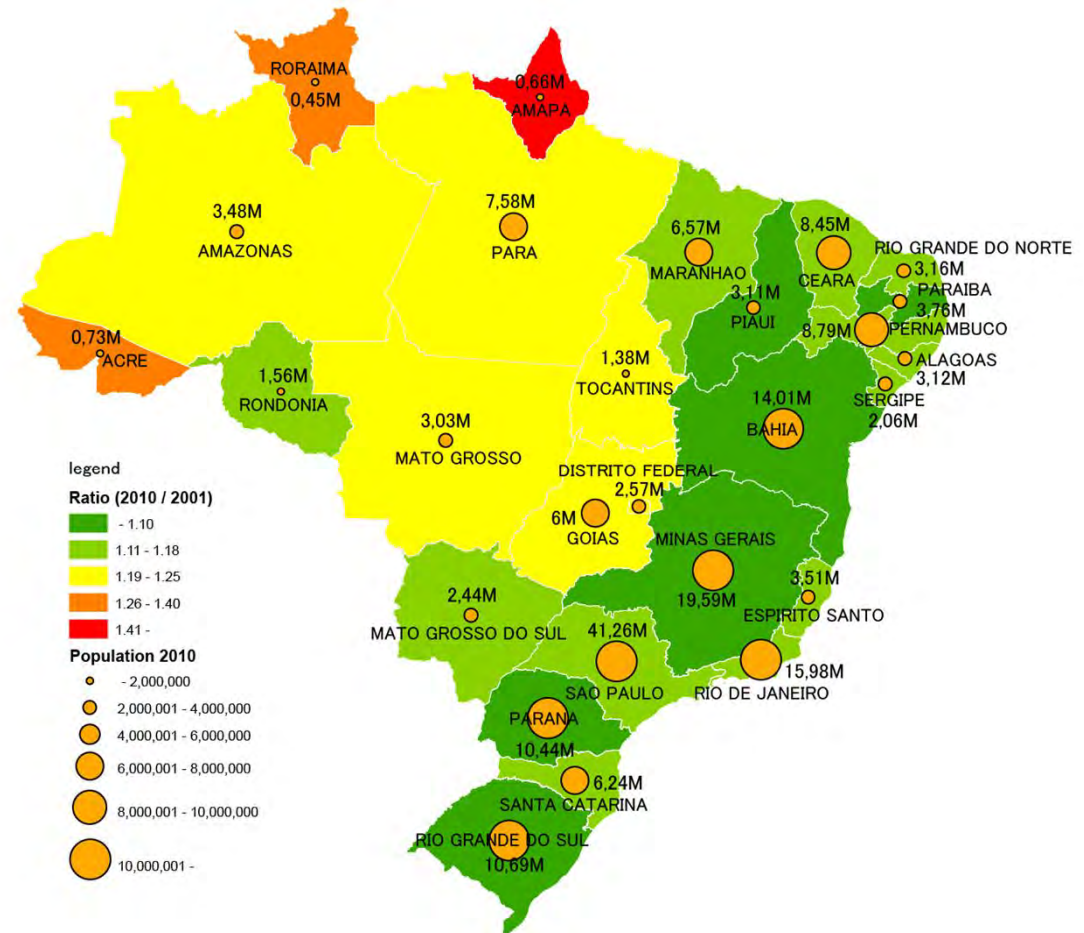 RORAIMA
0,45M
0,66M
AMAPA
3,48M
AMAZONAS
7,58M
PARA
6,57M
MARANHAO
8,45M
CEARA
RIO GRANDE DO NORTE
3,16M
PARAIBA
3,76M
3,11M
PIAUI
8,79M
PERNAMBUCO
ALAGOAS
3,12M
SERGIPE
2,06M
0,73M
ACRE
1,56M
RONDONIA
1,38M
TOCANTINS
14,01M
BAHIA
3,03M
MATO GROSSO
DISTRITO FEDERAL
2,57M
6M
GOIAS
MINAS GERAIS
19,59M
3,51M
ESPIRITO SANTO
2,44M
MATO GROSSO DO SUL
41,26M
SAO PAULO
15,98M
RIO DE JANEIRO
PARANA
10,44M
6,24M
SANTA CATARINA
RIO GRANDE DO SUL
10,69M
legend
Ratio (2010 / 2001)
- 1.10
1.11 - 1.18
1.19 - 1.25
1.26 - 1.40
1.41 -
Population 2010
- 2,000,000
2,000,001 - 4,000,000
4,000,001 - 6,000,000
6,000,001 - 8,000,000
8,000,001 - 10,000,000
10,000,001 -